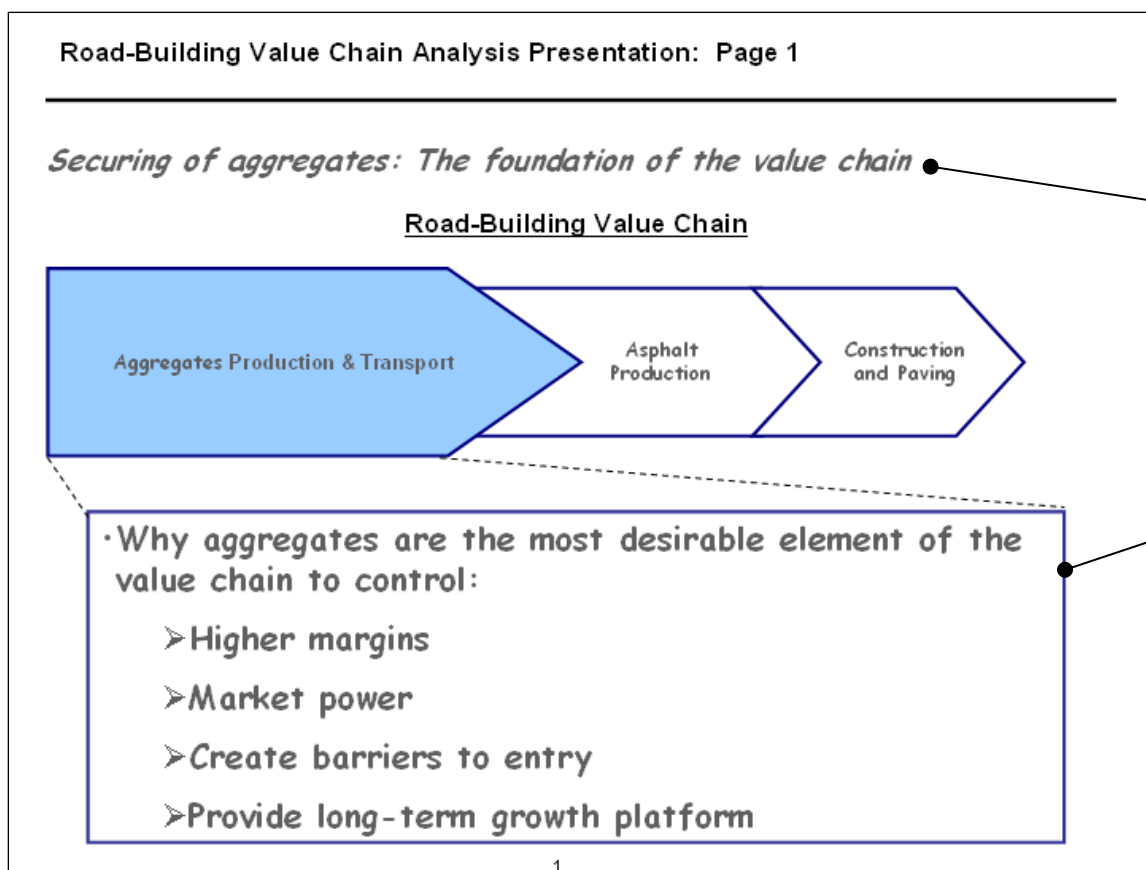 Road-Building Value Chain Analysis Presentation: Page 1
Securing of aggregates: The foundation of the value chain
Road-Building Value Chain
Aggregates Production & Transport
Asphalt
Production
Construction
and Paving
·Why aggregates are the most desirable element of the
value chain to control:
➢Higher margins
➢Market power
➢Create barriers to entry
➢Provide long-term growth platform
1